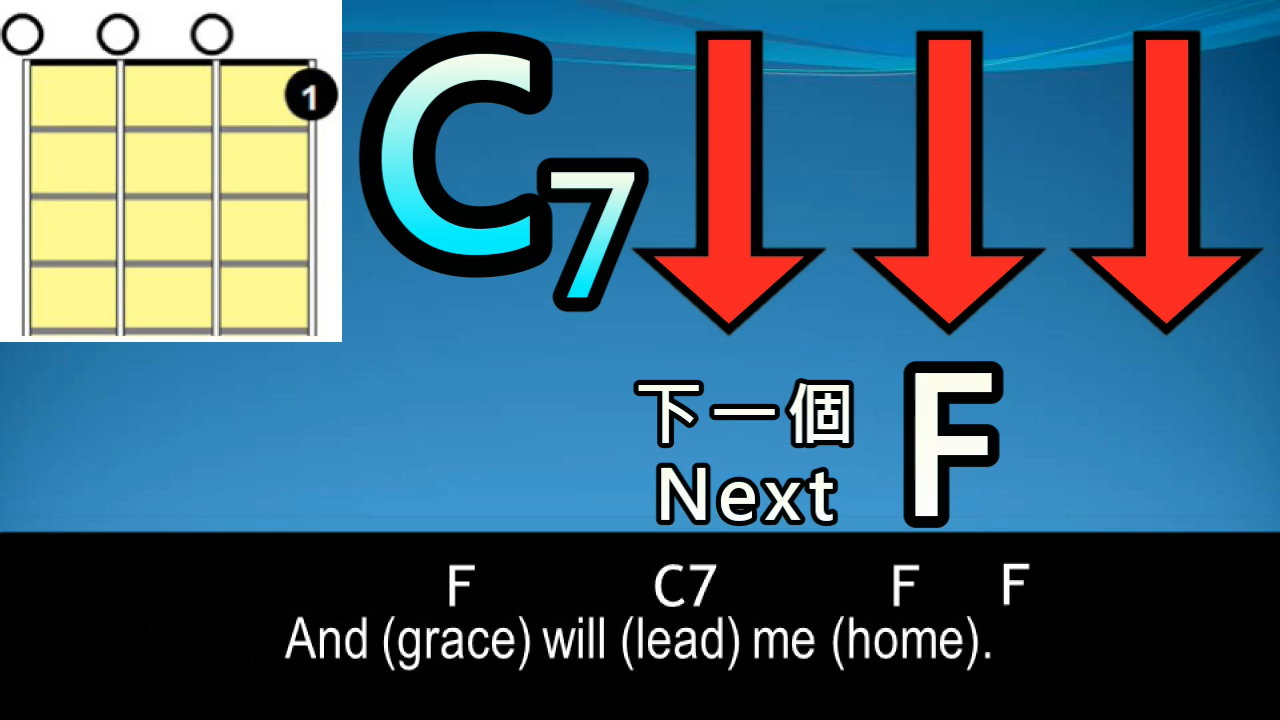 1
C7
下一個 F
Next
F C7 F F
And (grace) will (lead) me (home).